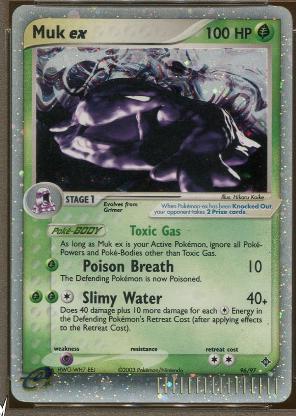 Muk ex 100 HP
Illus. Hikaru Koike
STAGE 1
Evolves from
Grimer
When Pokémon-ex has been Knocked Out,
your opponent takes 2 Prize cards.
Poké-BODY Toxic Gas
As long as Muk ex is your Active Pokémon, ignore all Poké-
Powers and Poké-Bodies other than Toxic Gas.
Poison Breath 10
The Defending Pokémon is now Poisoned.
Slimy Water 40+
Does 40 damage plus 10 more damage for each Energy in
the Defending Pokémon's Retreat Cost (after applying effects
to the Retreat Cost).
weakness resistance retreat cost
HWO-WH7 EEJ ©2003 Pokémon/Nintendo 96/97